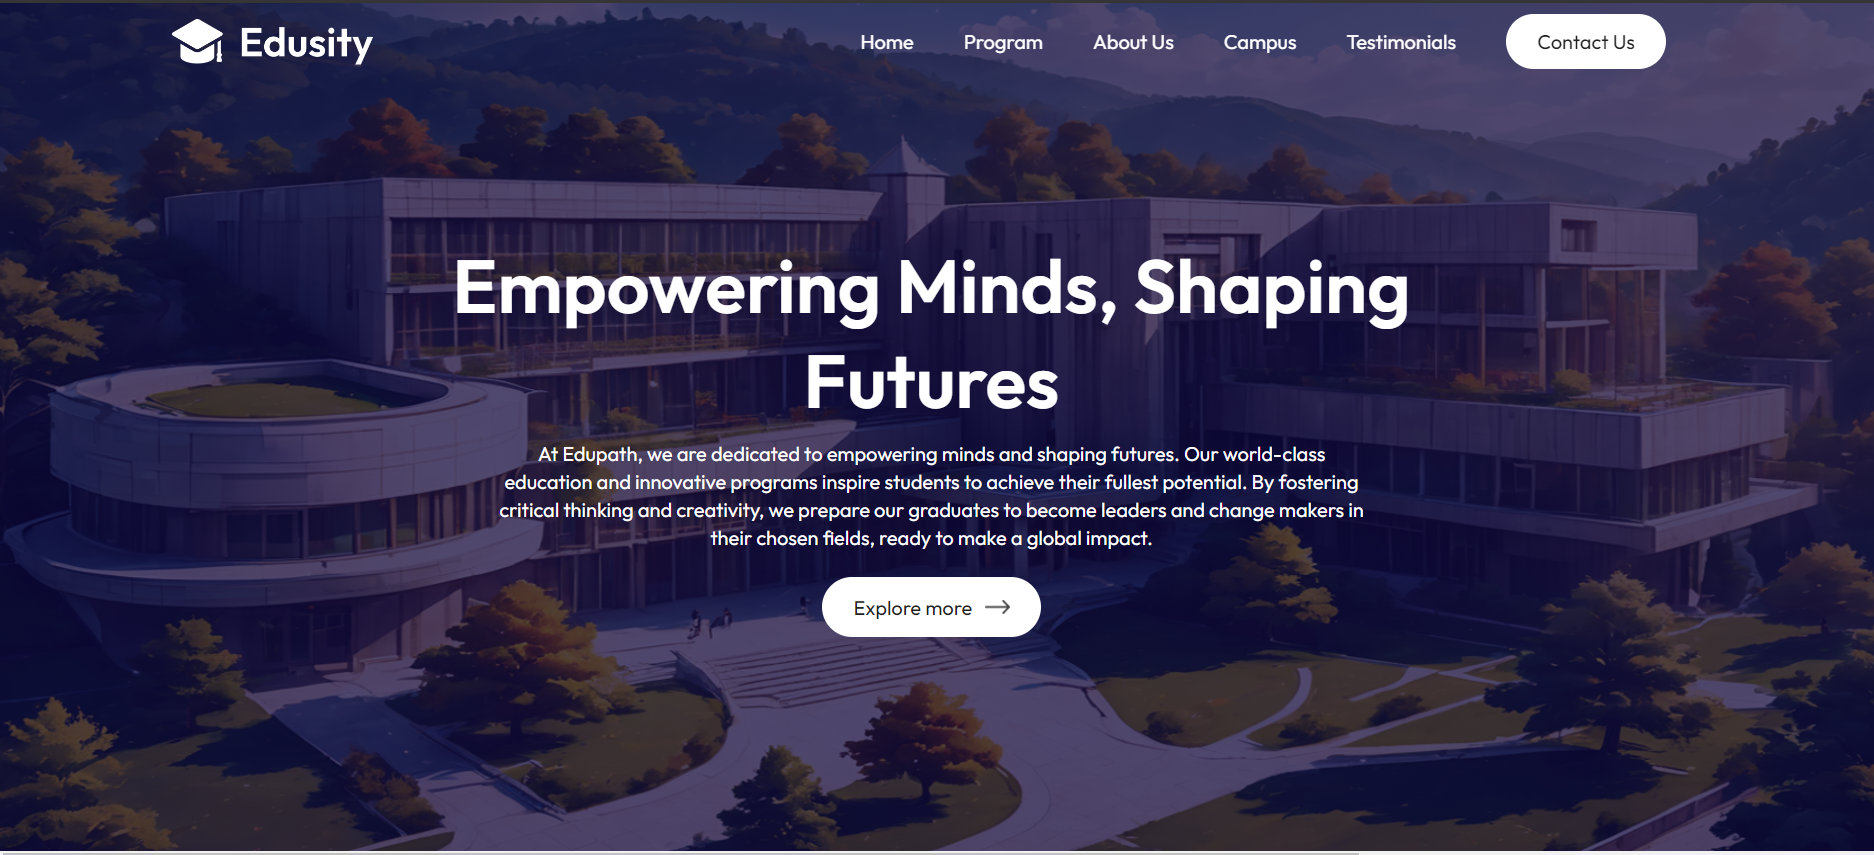 Edusity
Home Program About Us Campus Testimonials Contact Us
Empowering Minds, Shaping
Futures
At Edupath, we are dedicated to empowering minds and shaping futures. Our world-class
education and innovative programs inspire students to achieve their fullest potential. By fostering
critical thinking and creativity, we prepare our graduates to become leaders and change makers in
their chosen fields, ready to make a global impact.
Explore more